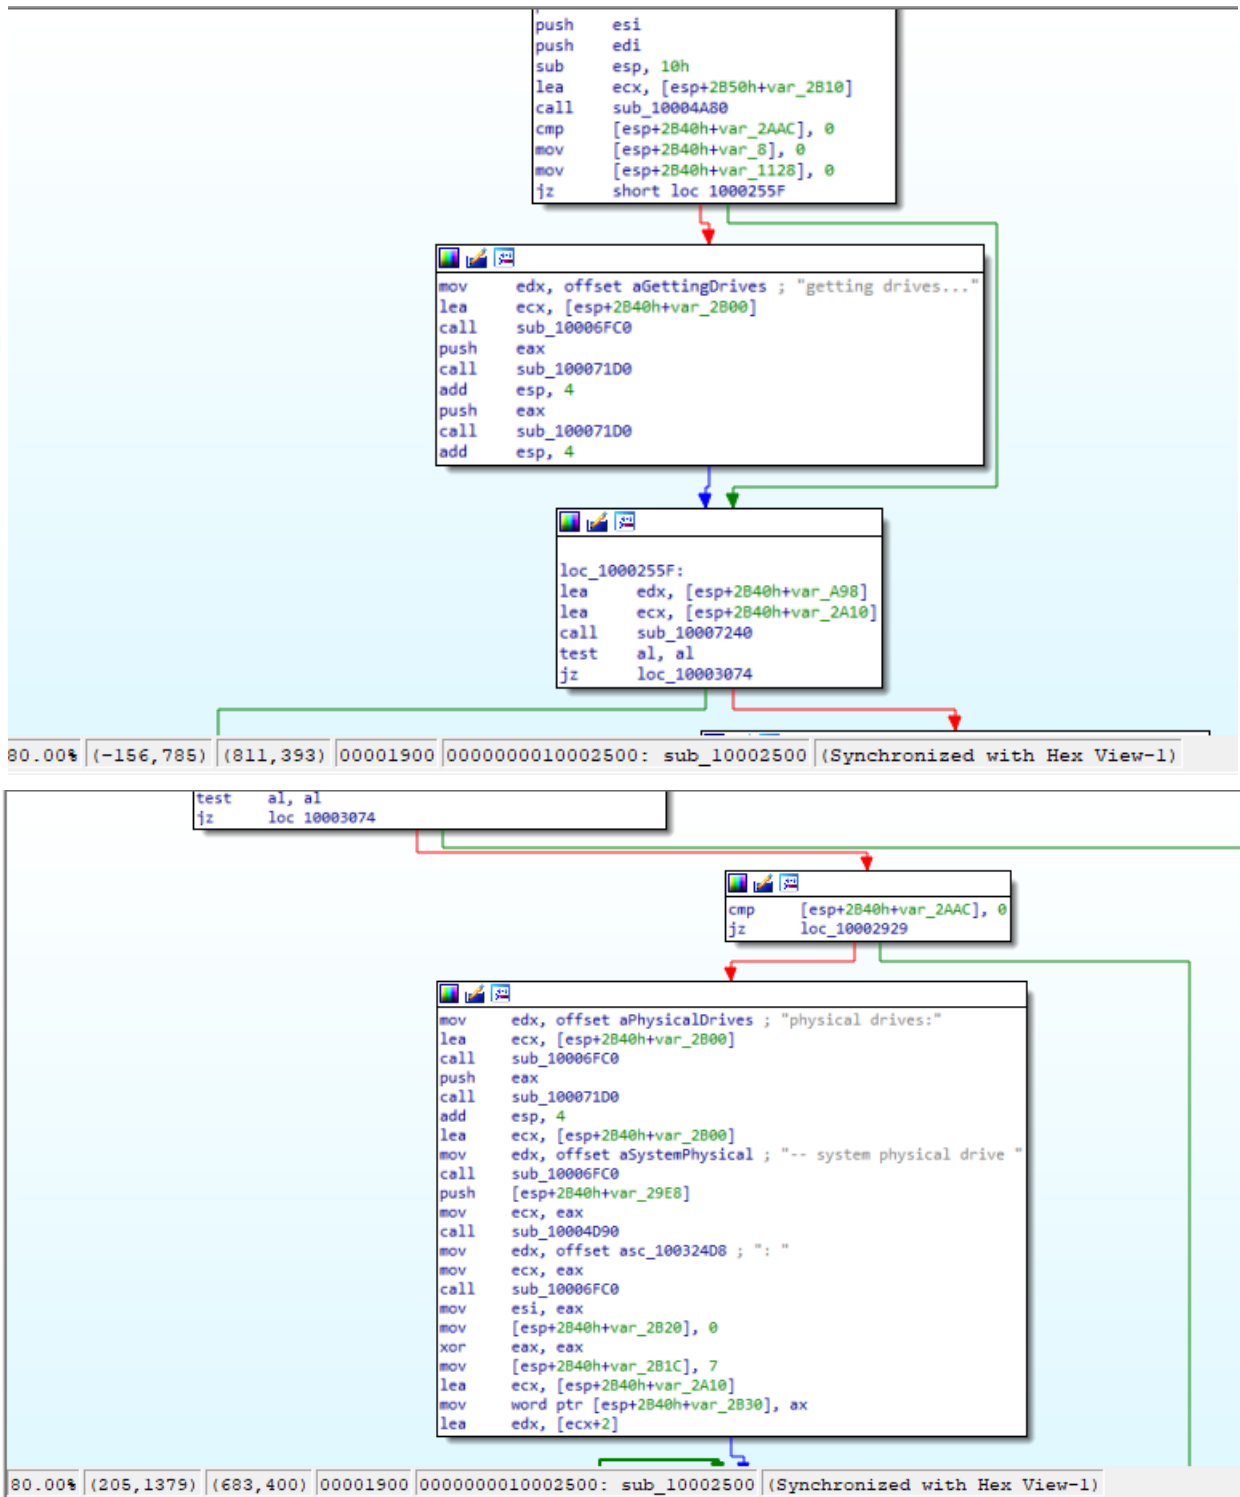 push esi
push edi
sub esp, 10h
lea ecx, [esp+2B50h+var_2B10]
call sub_10004A80
cmp [esp+2B40h+var_2AAC], 0
mov [esp+2B40h+var_8], 0
mov [esp+2B40h+var_1128], 0
jz short loc_1000255F
mov edx, offset aGettingDrives ; "getting drives..."
lea ecx, [esp+2B40h+var_2B00]
call sub_10006FC0
push eax
call sub_100071D0
add esp, 4
push eax
call sub_100071D0
add esp, 4
loc_1000255F:
lea edx, [esp+2B40h+var_A98]
lea ecx, [esp+2B40h+var_2A10]
call sub_10007240
test al, al
jz loc_10003074
80.00% (-156,785) (811,393) 00001900 0000000010002500: sub_10002500 (Synchronized with Hex View-1)
test al, al
jz loc_10003074
cmp [esp+2B40h+var_2AAC], 0
jz loc_10002929
mov edx, offset aPhysicalDrives ; "physical drives:"
lea ecx, [esp+2B40h+var_2B00]
call sub_10006FC0
push eax
call sub_100071D0
add esp, 4
lea ecx, [esp+2B40h+var_2B00]
mov edx, offset aSystemPhysical ; "-- system physical drive "
call sub_10006FC0
push [esp+2B40h+var_29E8]
mov ecx, eax
call sub_10004D90
mov edx, offset asc_100324D8 ; ": "
mov ecx, eax
call sub_10006FC0
mov esi, eax
mov [esp+2B40h+var_2B20], 0
xor eax, eax
mov [esp+2B40h+var_2B1C], 7
lea ecx, [esp+2B40h+var_2A10]
mov word ptr [esp+2B40h+var_2B30], ax
lea edx, [ecx+2]
80.00% (205,1379) (683,400) 00001900 0000000010002500: sub_10002500 (Synchronized with Hex View-1)